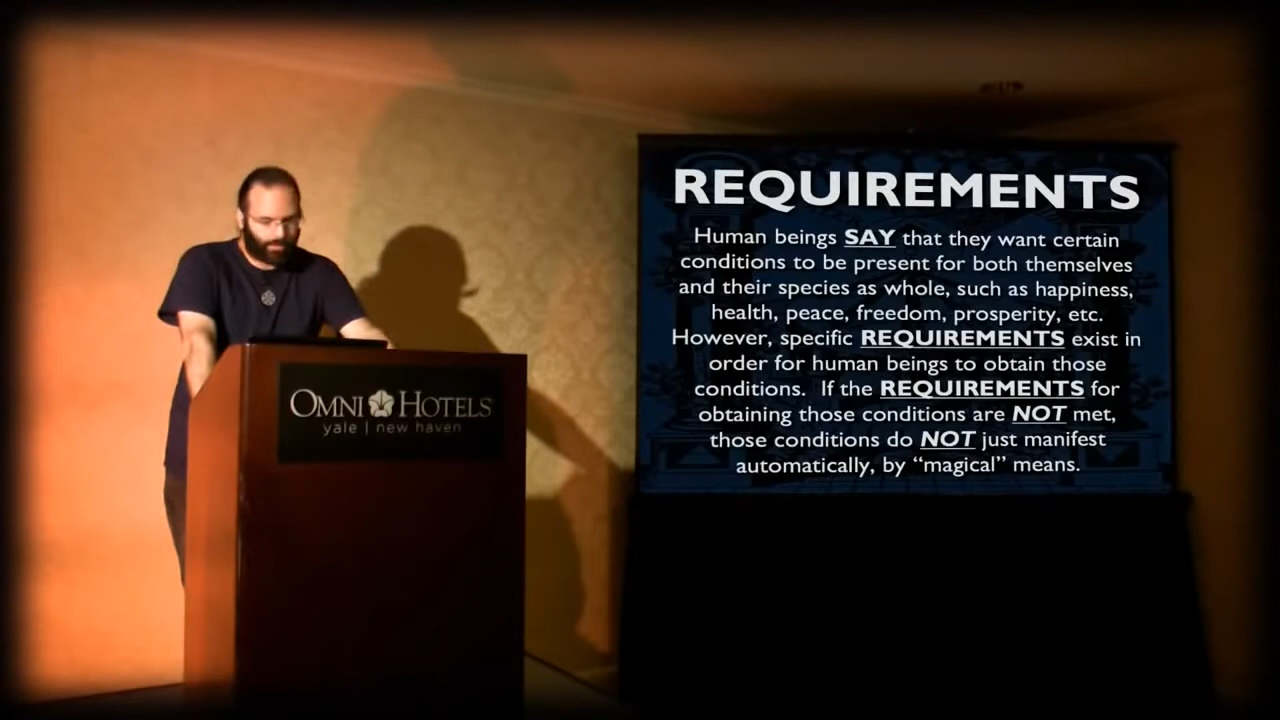 REQUIREMENTS
Human beings SAY that they want certain
conditions to be present for both themselves
and their species as whole, such as happiness,
health, peace, freedom, prosperity, etc.
However, specific REQUIREMENTS exist in
order for human beings to obtain those
conditions. If the REQUIREMENTS for
obtaining those conditions are NOT met,
those conditions do NOT just manifest
automatically, by “magical” means.
OMNI HOTELS
yale | new haven